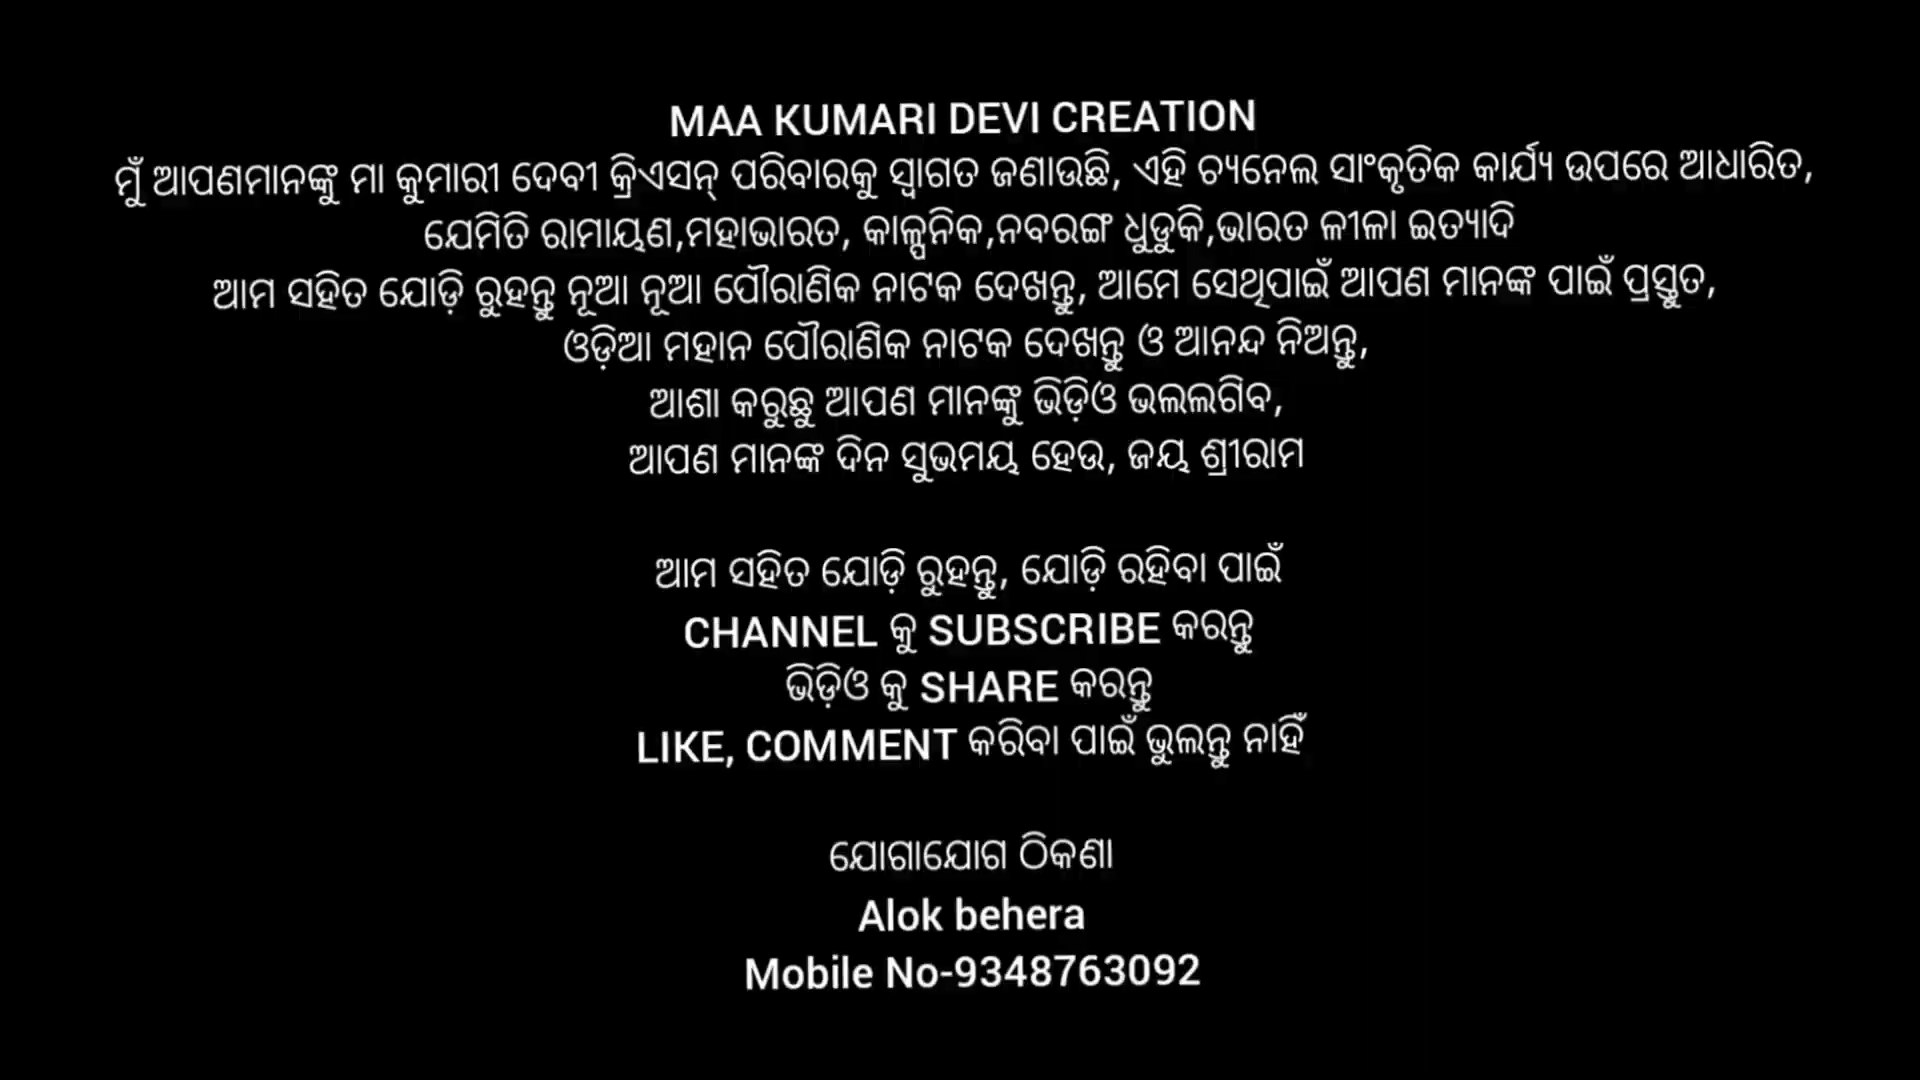 MAA KUMARI DEVI CREATION
ମୁଁ ଆପଣମାନଙ୍କୁ ମା କୁମାରୀ ଦେବୀ କ୍ରିଏସନ୍ ପରିବାରକୁ ସ୍ୱାଗତ ଜଣାଉଛି, ଏହି ଚ୍ୟନେଲ ସାଂକୃତିକ କାର୍ଯ୍ୟ ଉପରେ ଆଧାରିତ,
ଯେମିତି ରାମାୟଣ,ମହାଭାରତ, କାଳ୍ପନିକ,ନବରଙ୍ଗ ଧୁଡୁକି,ଭାରତ ଳୀଳା ଇତ୍ୟାଦି
ଆମ ସହିତ ଯୋଡ଼ି ରୁହନ୍ତୁ ନୂଆ ନୂଆ ପୌରାଣିକ ନାଟକ ଦେଖନ୍ତୁ, ଆମେ ସେଥିପାଇଁ ଆପଣ ମାନଙ୍କ ପାଇଁ ପ୍ରସ୍ତୁତ,
ଓଡ଼ିଆ ମହାନ ପୌରାଣିକ ନାଟକ ଦେଖନ୍ତୁ ଓ ଆନନ୍ଦ ନିଅନ୍ତୁ,
ଆଶା କରୁଛୁ ଆପଣ ମାନଙ୍କୁ ଭିଡ଼ିଓ ଭଲଲଗିବ,
ଆପଣ ମାନଙ୍କ ଦିନ ସୁଭମୟ ହେଉ, ଜୟ ଶ୍ରୀରାମ
ଆମ ସହିତ ଯୋଡ଼ି ରୁହନ୍ତୁ, ଯୋଡ଼ି ରହିବା ପାଇଁ
CHANNEL କୁ SUBSCRIBE କରନ୍ତୁ
ଭିଡ଼ିଓ କୁ SHARE କରନ୍ତୁ
LIKE, COMMENT କରିବା ପାଇଁ ଭୁଲନ୍ତୁ ନାହିଁ
ଯୋଗାଯୋଗ ଠିକଣା
Alok behera
Mobile No-9348763092